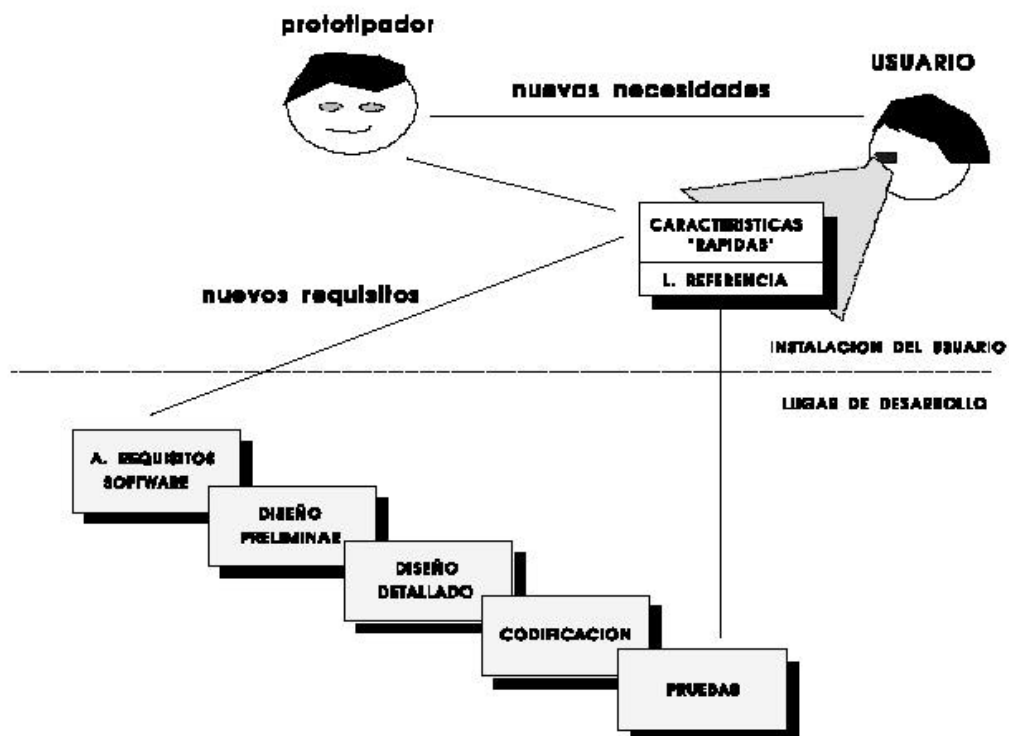 prototipador
USUARIO
nuevas necesidades
CARACTERISTICAS
"RAPIDAS"
L. REFERENCIA
nuevos requisitos
INSTALACION DEL USUARIO
LUGAR DE DESARROLLO
A. REQUISITOS
SOFTWARE
DISEÑO
PRELIMINAR
DISEÑO
DETALLADO
CODIFICACION
PRUEBAS